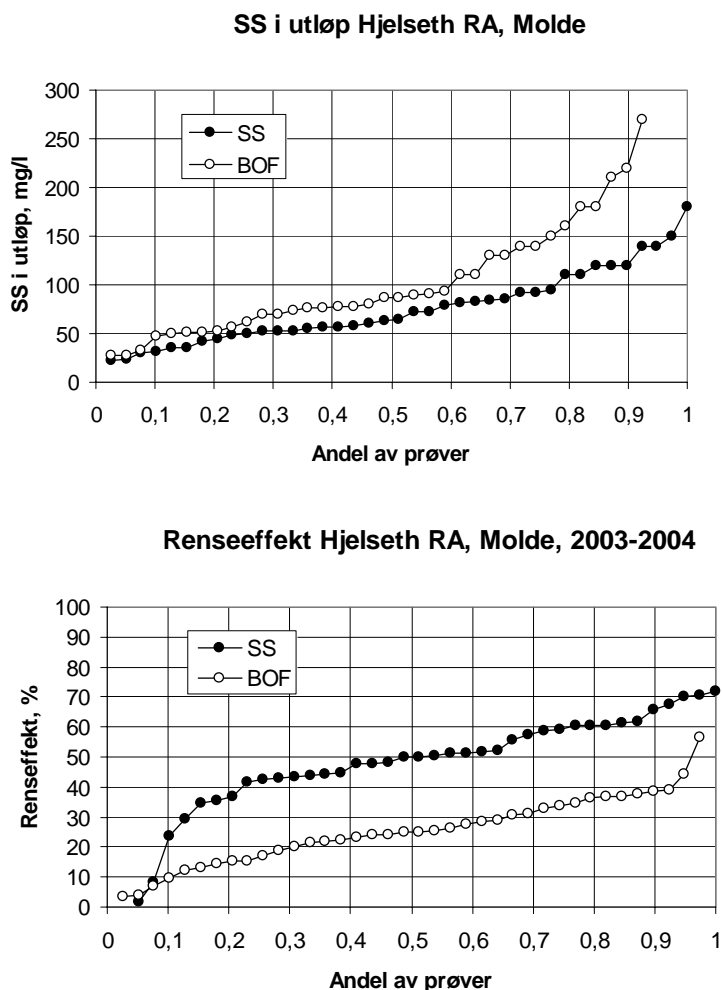 SS i utløp Hjelseth RA, Molde
300
250
200
150
100
50
0
SS i utløp, mg/l
SS
BOF
0 0,1 0,2 0,3 0,4 0,5 0,6 0,7 0,8 0,9 1
Andel av prøver
Renseeffekt Hjelseth RA, Molde, 2003-2004
100
90
80
70
60
50
40
30
20
10
0
Renseffekt, %
SS
BOF
0 0,1 0,2 0,3 0,4 0,5 0,6 0,7 0,8 0,9 1
Andel av prøver